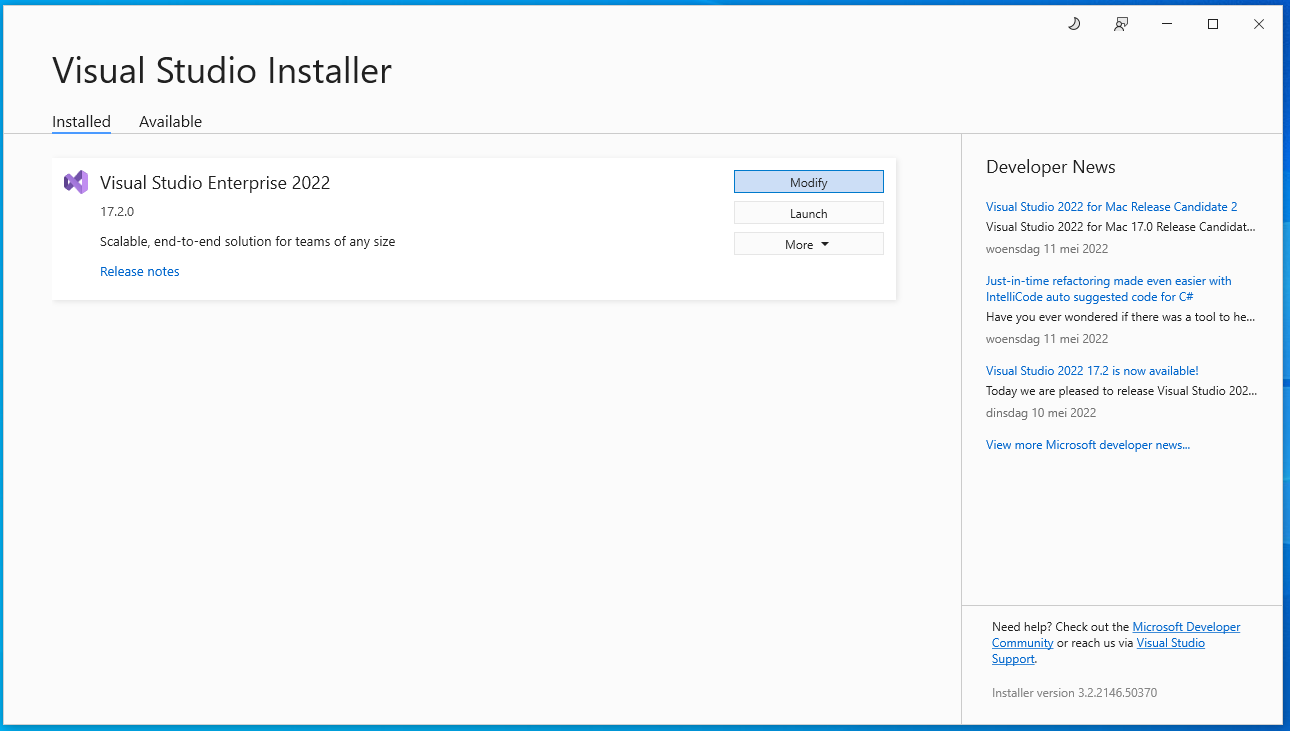 Visual Studio Installer
Installed
Available
Visual Studio Enterprise 2022
17.2.0
Scalable, end-to-end solution for teams of any size
Release notes
Modify
Launch
More
Developer News
Visual Studio 2022 for Mac Release Candidate 2
Visual Studio 2022 for Mac 17.0 Release Candidat...
woensdag 11 mei 2022
Just-in-time refactoring made even easier with
IntelliCode auto suggested code for C#
Have you ever wondered if there was a tool to he...
woensdag 11 mei 2022
Visual Studio 2022 17.2 is now available!
Today we are pleased to release Visual Studio 202...
dinsdag 10 mei 2022
View more Microsoft developer news...
Need help? Check out the Microsoft Developer
Community or reach us via Visual Studio
Support.
Installer version 3.2.2146.50370